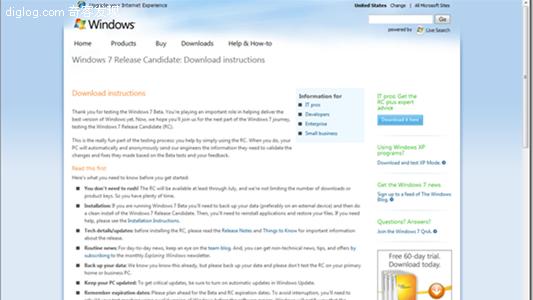 diglog.com 奇客发现
Internet Experience
United States Change | All Microsoft Sites
Windows
Go
powered by Live Search
Home Products Buy Downloads Help & How-to
Windows 7 Release Candidate: Download instructions
Download instructions
Thank you for testing the Windows 7 Beta. You're playing an important role in helping deliver the
best version of Windows yet. Now, we hope you'll join us for the next part of the Windows 7 journey,
testing the Windows 7 Release Candidate (RC).
This is the really fun part of the testing process you help by simply using the RC. When you do, your
PC will automatically and anonymously send our engineers the information they need to validate the
changes and fixes they made based on the Beta tests and your feedback.
Read this first
Here's what you need to know before you get started:
You don't need to rush! The RC will be available at least through July, and we're not limiting the number of downloads or
product keys. So you have plenty of time.
Installation: If you are running Windows 7 Beta you'll need to back up your data (preferably on an external device) and then do
a clean install of the Windows 7 Release Candidate. Then, you'll need to reinstall applications and restore your files. If you need
help, please see the Installation Instructions.
Tech details/updates: before installing the RC, please read the Release Notes and Things to Know for important information
about the release.
Routine news: For day-to-day news, keep an eye on the team blog. And, you can get non-technical news, tips, and offers by
subscribing to the monthly Exploring Windows newsletter.
Back up your data: We know you know this already, but please back up your data and please don't test the RC on your primary
home or business PC.
Keep your PC updated: To get critical updates, be sure to turn on automatic updates in Windows Update.
Remember expiration dates: Please plan ahead for the Beta and RC expiration dates. To avoid interruption, you'll need to
Information for
IT pros
Developers
Enterprise
Small business
IT pros: Get the
RC plus expert
advice
Download it here
Using Windows XP
programs?
Download and test XP Mode.
Get the Windows 7 news
Sign up to a feed of The Windows
Blog.
Questions? Answers!
Join the Windows 7 QnA.
Free 60-day trial.
Download today.